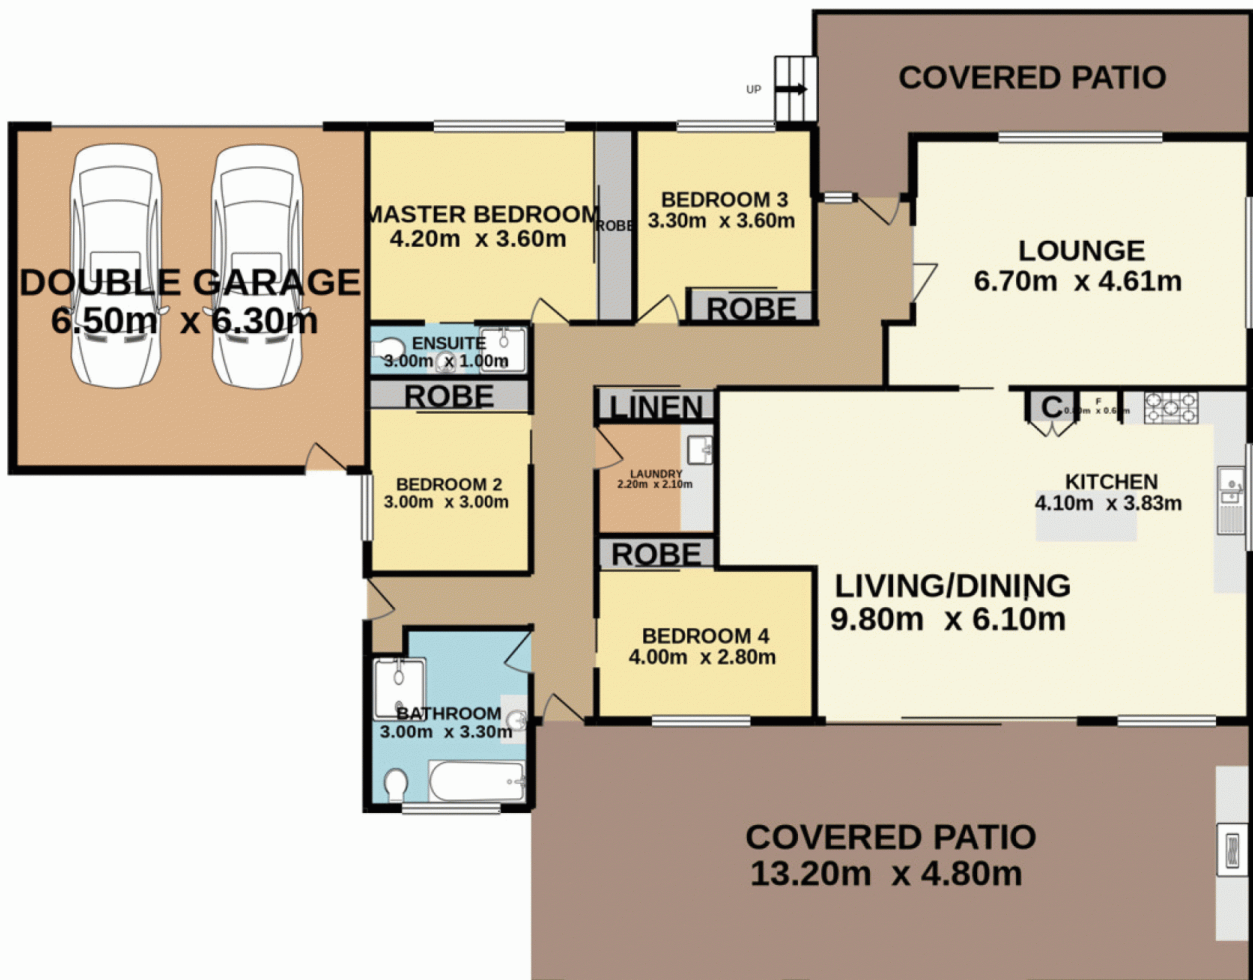 COVERED PATIO
UP
MASTER BEDROOM
4.20m x 3.60m
ROBE
BEDROOM 3
3.30m x 3.60m
ROBE
LOUNGE
6.70m x 4.61m
DOUBLE GARAGE
6.50m x 6.30m
ENSUITE
3.00m x 1.00m
ROBE
LINEN
C
F
BEDROOM 2
3.00m x 3.00m
LAUNDRY
2.20m x 2.10m
KITCHEN
4.10m x 3.83m
ROBE
LIVING/DINING
9.80m x 6.10m
BEDROOM 4
4.00m x 2.80m
BATHROOM
3.00m x 3.30m
COVERED PATIO
13.20m x 4.80m